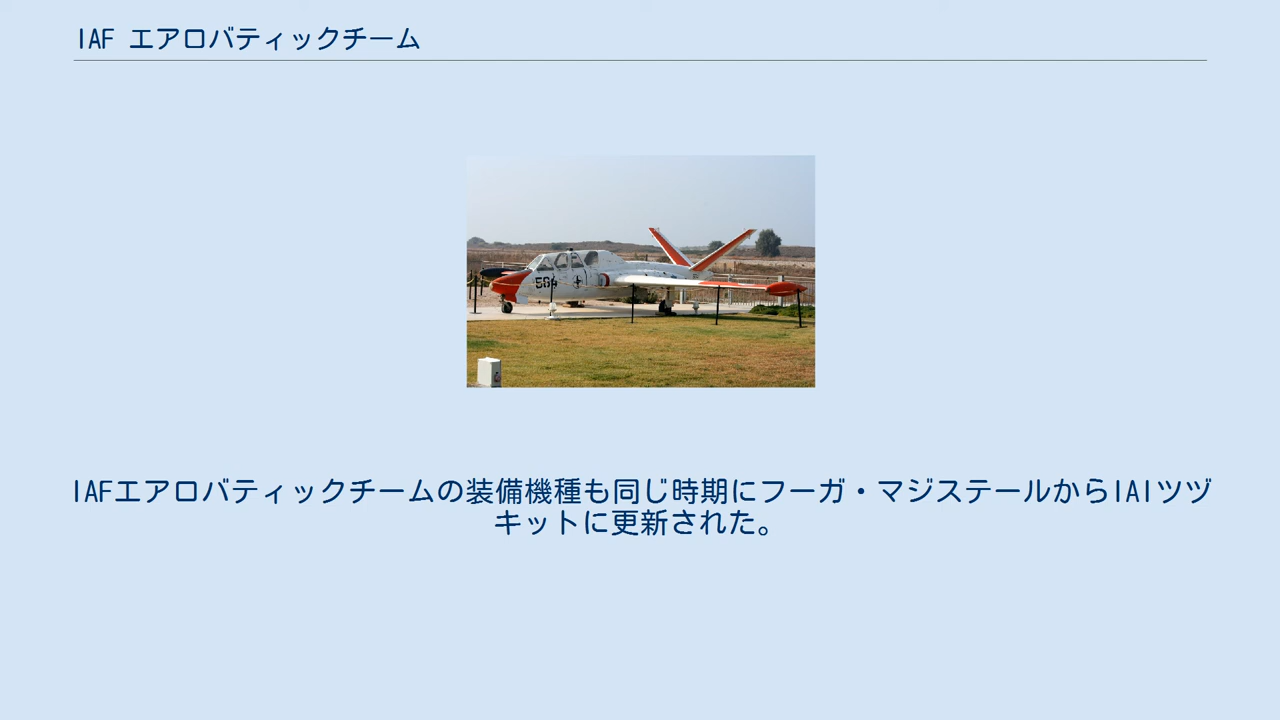 IAF エアロバティックチーム
564
IAFエアロバティックチームの装備機種も同じ時期にフーガ・マジステールからIAIツヅ
キットに更新された。